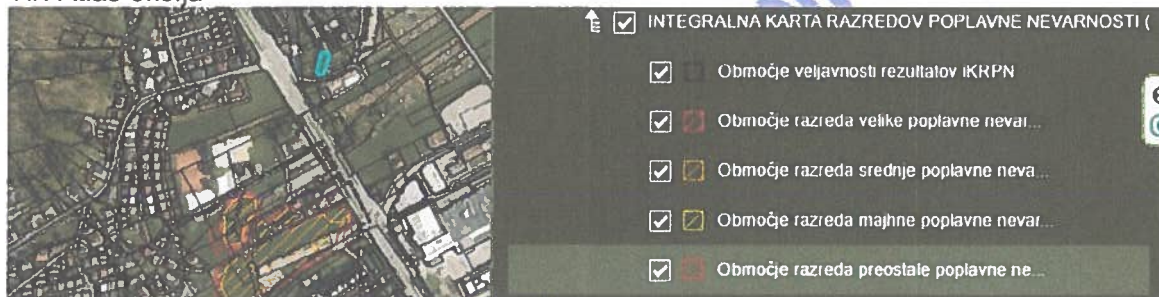 INTEGRALNA KARTA RAZREDOV POPLAVNE NEVARNOSTI (
Območje veljavnosti rezultatov iKRPN
Območje razreda velike poplavne nevar...
Območje razreda srednje poplavne neva...
Območje razreda majhne poplavne nevar...
Območje razreda preostale poplavne ne...